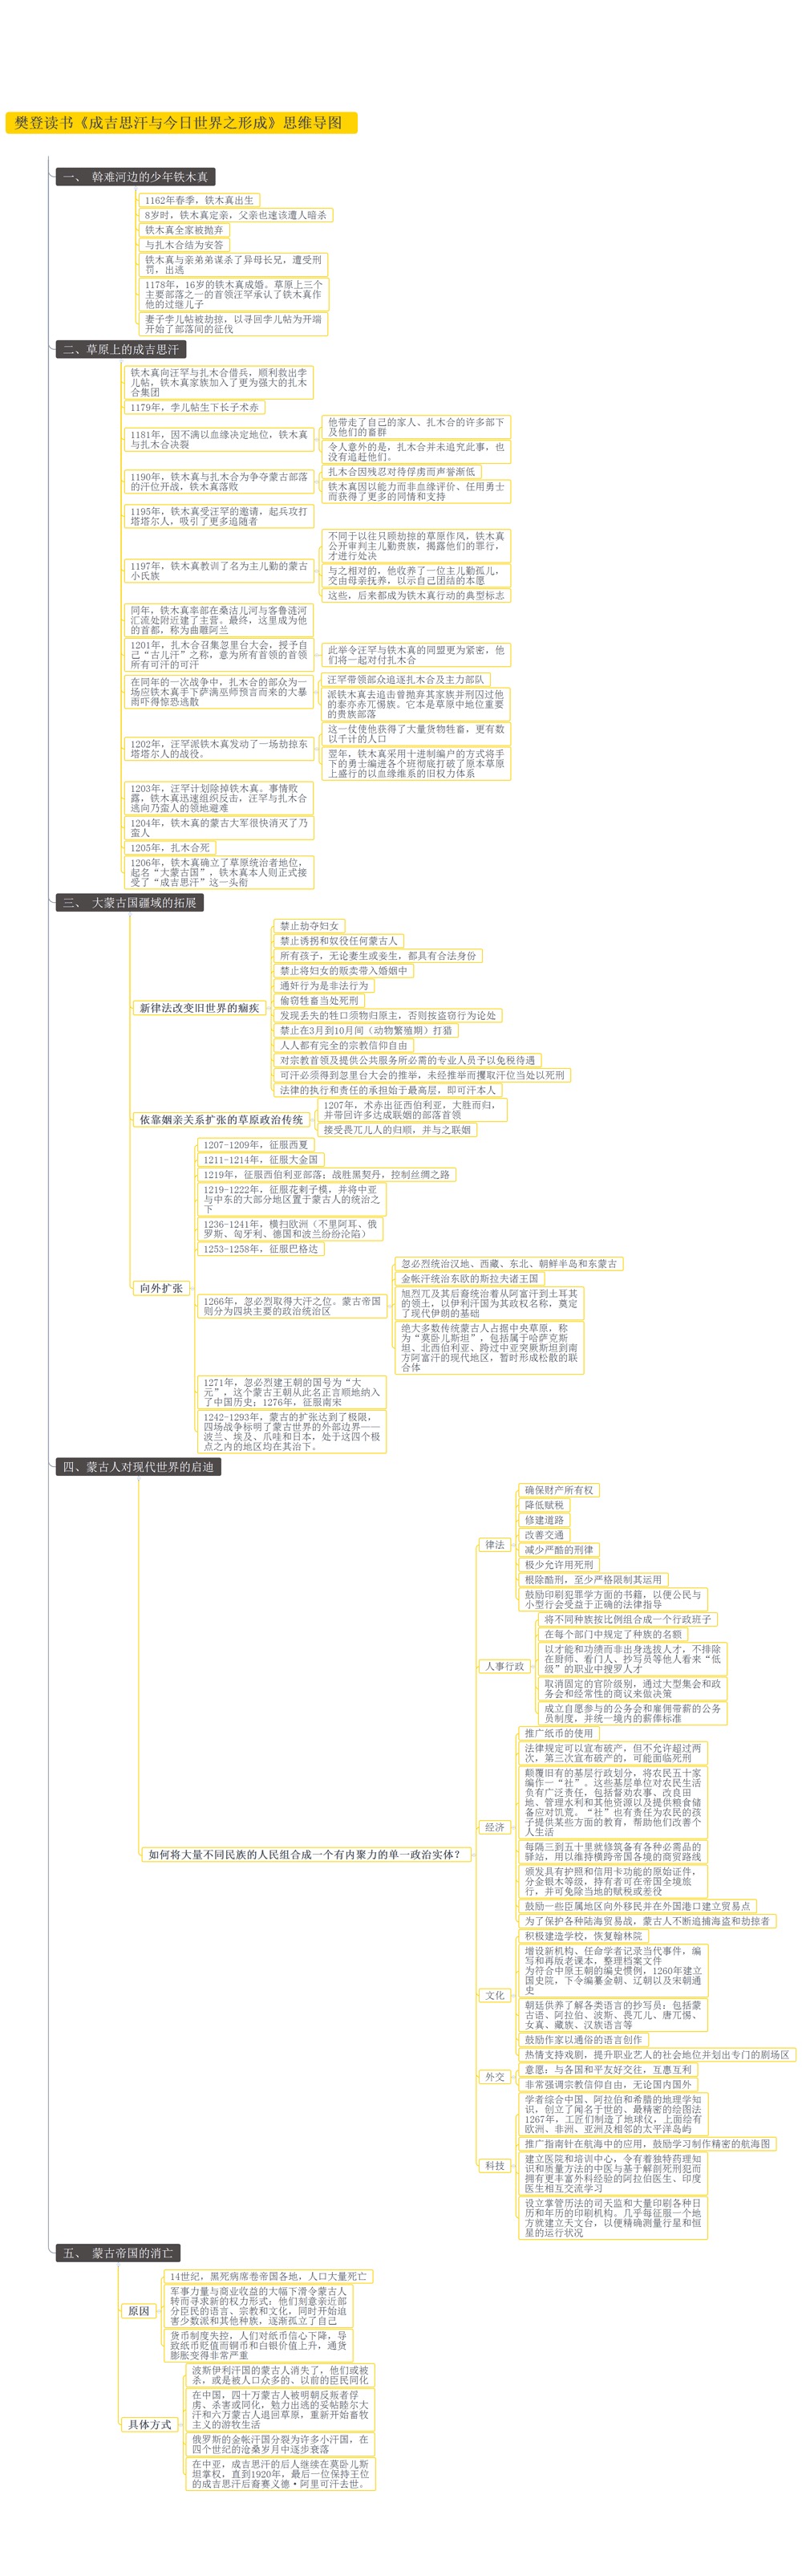 樊登读书《成吉思汗与今日世界之形成》思维导图
一、 斡难河边的少年铁木真
1162年春季，铁木真出生
8岁时，铁木真定亲，父亲也速该遭人暗杀
铁木真全家被抛弃
与扎木合结为安答
铁木真与亲弟弟谋杀了异母长兄，遭受刑
罚，出逃
1178年，16岁的铁木真成婚。草原上三个
主要部落之一的首领汪罕承认了铁木真作
他的过继儿子
妻子孛儿帖被劫掠，以寻回孛儿帖为开端
开始了部落间的征伐
二、草原上的成吉思汗
铁木真向汪罕与扎木合借兵，顺利救出孛
儿帖，铁木真家族加入了更为强大的扎木
合集团
1179年，孛儿帖生下长子术赤
1181年，因不满以血缘决定地位，铁木真
与扎木合决裂
他带走了自己的家人、扎木合的许多部下
及他们的畜群
令人意外的是，扎木合并未追究此事，也
没有追赶他们。
1190年，铁木真与扎木合为争夺蒙古部落
的汗位开战，铁木真落败
扎木合因残忍对待俘虏而声誉渐低
铁木真因以能力而非血缘评价、任用勇士
而获得了更多的同情和支持
1195年，铁木真受汪罕的邀请，起兵攻打
塔塔尔人，吸引了更多追随者
1197年，铁木真教训了名为主儿勤的蒙古
小氏族
不同于以往只顾劫掠的草原作风，铁木真
公开审判主儿勤贵族，揭露他们的罪行，
才进行处决
与之相对的，他收养了一位主儿勤孤儿，
交由母亲抚养，以示自己团结的本愿
这些，后来都成为铁木真行动的典型标志
同年，铁木真率部在桑沽儿河与客鲁涟河
汇流处附近建了主营。最终，这里成为他
的首都，称为曲雕阿兰
1201年，扎木合召集忽里台大会，授予自
己“古儿汗”之称，意为所有首领的首领
所有可汗的可汗
此举令汪罕与铁木真的同盟更为紧密，他
们将一起对付扎木合
在同年的一次战争中，扎木合的部众为一
场应铁木真手下萨满巫师预言而来的大暴
雨吓得惊恐逃散
汪罕带领部众追逐扎木合及主力部队
派铁木真去追击曾抛弃其家族并刑囚过他
的泰亦赤兀惕族。它本是草原中地位重要
的贵族部落
1202年，汪罕派铁木真发动了一场劫掠东
塔塔尔人的战役。
这一仗使他获得了大量货物牲畜，更有数
以千计的人口
翌年，铁木真采用十进制编户的方式将手
下的勇士编进各个班彻底打破了原本草原
上盛行的以血缘维系的旧权力体系
1203年，汪罕计划除掉铁木真。事情败
露，铁木真迅速组织反击，汪罕与扎木合
逃向乃蛮人的领地避难
1204年，铁木真的蒙古大军很快消灭了乃
蛮人
1205年，扎木合死
1206年，铁木真确立了草原统治者地位，
起名“大蒙古国”，铁木真本人则正式接
受了“成吉思汗”这一头衔
三、 大蒙古国疆域的拓展
新律法改变旧世界的痼疾
禁止劫夺妇女
禁止诱拐和奴役任何蒙古人
所有孩子，无论妻生或妾生，都具有合法身份
禁止将妇女的贩卖带入婚姻中
通奸行为是非法行为
偷窃牲畜当处死刑
发现丢失的牲口须物归原主，否则按盗窃行为论处
禁止在3月到10月间（动物繁殖期）打猎
人人都有完全的宗教信仰自由
对宗教首领及提供公共服务所必需的专业人员予以免税待遇
可汗必须得到忽里台大会的推举，未经推举而攫取汗位当处以死刑
法律的执行和责任的承担始于最高层，即可汗本人
依靠姻亲关系扩张的草原政治传统
1207年，术赤出征西伯利亚，大胜而归，
并带回许多达成联姻的部落首领
接受畏兀儿人的归顺，并与之联姻
向外扩张
1207-1209年，征服西夏
1211-1214年，征服大金国
1219年，征服西伯利亚部落；战胜黑契丹，控制丝绸之路
1219-1222年，征服花剌子模，并将中亚
与中东的大部分地区置于蒙古人的统治之
下
1236-1241年，横扫欧洲（不里阿耳、俄
罗斯、匈牙利、德国和波兰纷纷沦陷）
1253-1258年，征服巴格达
1266年，忽必烈取得大汗之位。蒙古帝国
则分为四块主要的政治统治区
忽必烈统治汉地、西藏、东北、朝鲜半岛和东蒙古
金帐汗统治东欧的斯拉夫诸王国
旭烈兀及其后裔统治着从阿富汗到土耳其
的领土，以伊利汗国为其政权名称，奠定
了现代伊朗的基础
绝大多数传统蒙古人占据中央草原，称
为“莫卧儿斯坦”，包括属于哈萨克斯
坦、北西伯利亚、跨过中亚突厥斯坦到南
方阿富汗的现代地区，暂时形成松散的联
合体
1271年，忽必烈建王朝的国号为“大
元”，这个蒙古王朝从此名正言顺地纳入
了中国历史；1276年，征服南宋
1242-1293年，蒙古的扩张达到了极限，
四场战争标明了蒙古世界的外部边界——
波兰、埃及、爪哇和日本，处于这四个极
点之内的地区均在其治下。
四、蒙古人对现代世界的启迪
如何将大量不同民族的人民组合成一个有内聚力的单一政治实体？
律法
确保财产所有权
降低赋税
修建道路
改善交通
减少严酷的刑律
极少允许用死刑
根除酷刑，至少严格限制其运用
鼓励印刷犯罪学方面的书籍，以便公民与
小型行会受益于正确的法律指导
人事行政
将不同种族按比例组合成一个行政班子
在每个部门中规定了种族的名额
以才能和功绩而非出身选拔人才，不排除
在厨师、看门人、抄写员等他人看来“低
级”的职业中搜罗人才
取消固定的官阶级别，通过大型集会和政
务会和经常性的商议来做决策
成立自愿参与的公务会和雇佣带薪的公务
员制度，并统一境内的薪俸标准
经济
推广纸币的使用
法律规定可以宣布破产，但不允许超过两
次，第三次宣布破产的，可能面临死刑
颠覆旧有的基层行政划分，将农民五十家
编作一“社”。这些基层单位对农民生活
负有广泛责任，包括督劝农事、改良田
地、管理水利和其他资源以及提供粮食储
备应对饥荒。“社”也有责任为农民的孩
子提供某些方面的教育，帮助他们改善个
人生活
每隔三到五十里就修筑备有各种必需品的
驿站，用以维持横跨帝国各境的商贸路线
颁发具有护照和信用卡功能的原始证件，
分金银木等级，持有者可在帝国全境旅
行，并可免除当地的赋税或差役
鼓励一些臣属地区向外移民并在外国港口建立贸易点
为了保护各种陆海贸易战，蒙古人不断追捕海盗和劫掠者
文化
积极建造学校，恢复翰林院
增设新机构、任命学者记录当代事件，编
写和再版老课本，整理档案文件
为符合中原王朝的编史惯例，1260年建立
国史院，下令编纂金朝、辽朝以及宋朝通
史
朝廷供养了解各类语言的抄写员：包括蒙
古语、阿拉伯、波斯、畏兀儿、唐兀惕、
女真、藏族、汉族语言等
鼓励作家以通俗的语言创作
热情支持戏剧，提升职业艺人的社会地位并划出专门的剧场区
外交
意愿：与各国和平友好交往，互惠互利
非常强调宗教信仰自由，无论国内国外
科技
学者综合中国、阿拉伯和希腊的地理学知
识，创立了闻名于世的、最精密的绘图法
1267年，工匠们制造了地球仪，上面绘有
欧洲、非洲、亚洲及相邻的太平洋岛屿
推广指南针在航海中的应用，鼓励学习制作精密的航海图
建立医院和培训中心，令有着独特药理知
识和质量方法的中医与基于解剖死刑犯而
拥有更丰富外科经验的阿拉伯医生、印度
医生相互交流学习
设立掌管历法的司天监和大量印刷各种日
历和年历的印刷机构。几乎每征服一个地
方就建立天文台，以便精确测量行星和恒
星的运行状况
五、 蒙古帝国的消亡
原因
14世纪，黑死病席卷帝国各地，人口大量死亡
军事力量与商业收益的大幅下滑令蒙古人
转而寻求新的权力形式；他们刻意亲近部
分臣民的语言、宗教和文化，同时开始迫
害少数派和其他种族，逐渐孤立了自己
货币制度失控，人们对纸币信心下降，导
致纸币贬值而铜币和白银价值上升，通货
膨胀变得非常严重
具体方式
波斯伊利汗国的蒙古人消失了，他们或被
杀，或是被人口众多的、以前的臣民同化
在中国，四十万蒙古人被明朝反叛者俘
虏、杀害或同化，勉力出逃的妥帖睦尔大
汗和六万蒙古人退回草原，重新开始畜牧
主义的游牧生活
俄罗斯的金帐汗国分裂为许多小汗国，在
四个世纪的沧桑岁月中逐步衰落
在中亚，成吉思汗的后人继续在莫卧儿斯
坦掌权，直到1920年，最后一位保持王位
的成吉思汗后裔赛义德·阿里可汗去世。